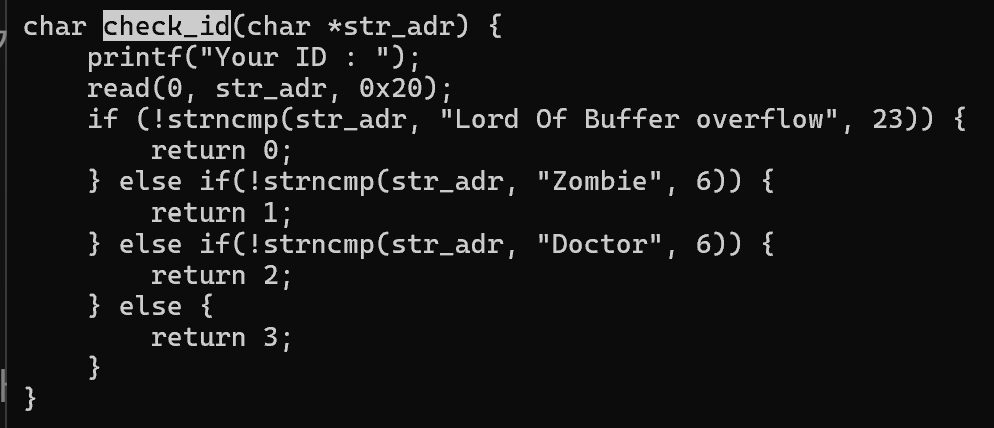 char check_id(char *str_adr) {
    printf("Your ID : ");
    read(0, str_adr, 0x20);
    if (!strncmp(str_adr, "Lord Of Buffer overflow", 23)) {
        return 0;
    } else if(!strncmp(str_adr, "Zombie", 6)) {
        return 1;
    } else if(!strncmp(str_adr, "Doctor", 6)) {
        return 2;
    } else {
        return 3;
    }
}